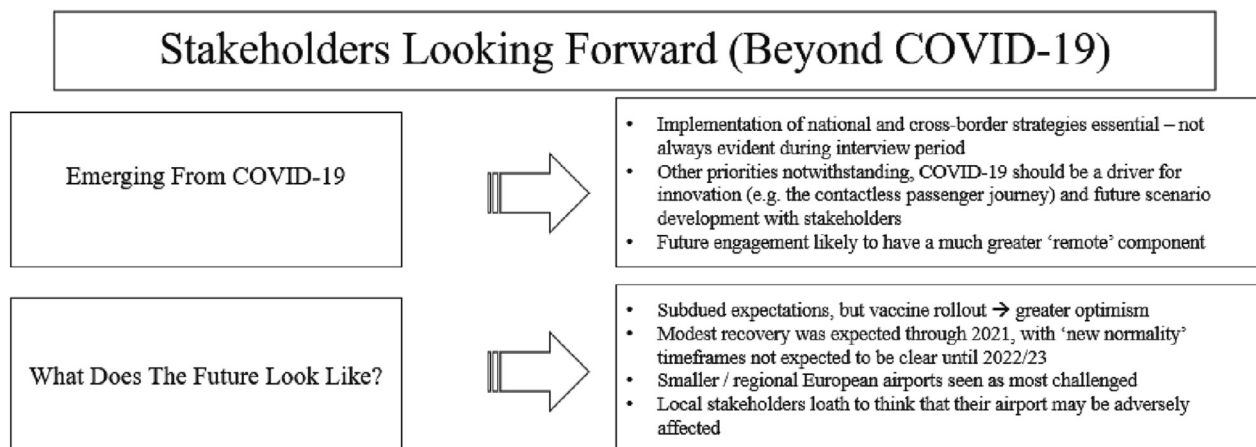 Stakeholders Looking Forward (Beyond COVID-19)
Emerging From COVID-19
• Implementation of national and cross-border strategies essential – not
always evident during interview period
• Other priorities notwithstanding, COVID-19 should be a driver for
innovation (e.g. the contactless passenger journey) and future scenario
development with stakeholders
• Future engagement likely to have a much greater ‘remote’ component
What Does The Future Look Like?
• Subdued expectations, but vaccine rollout → greater optimism
• Modest recovery was expected through 2021, with ‘new normality’
timeframes not expected to be clear until 2022/23
• Smaller / regional European airports seen as most challenged
• Local stakeholders loath to think that their airport may be adversely
affected